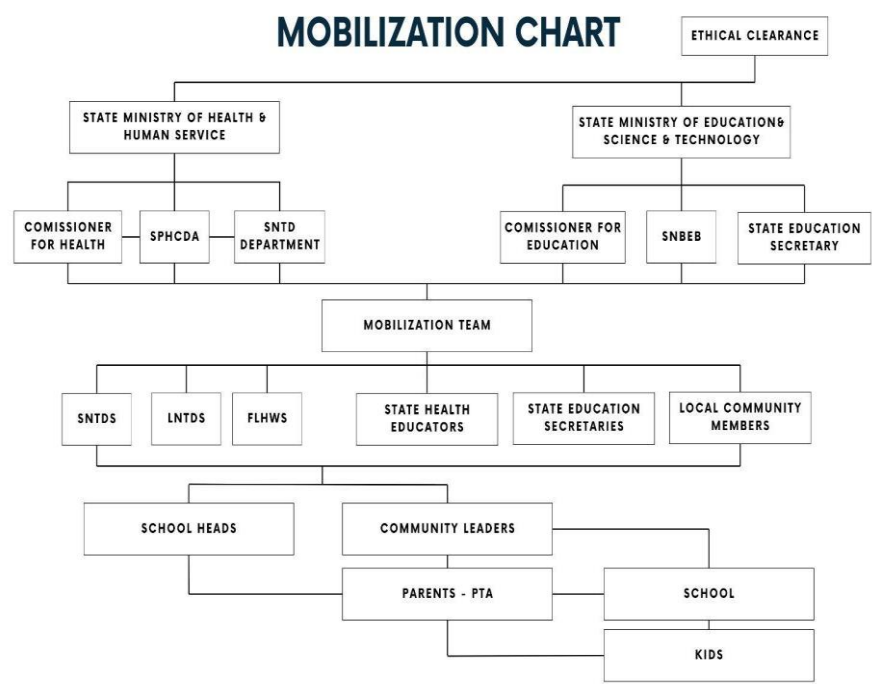 MOBILIZATION CHART
ETHICAL CLEARANCE
STATE MINISTRY OF HEALTH &
HUMAN SERVICE
STATE MINISTRY OF EDUCATION&
SCIENCE & TECHNOLOGY
COMISSIONER
FOR HEALTH
SPHCDA
SNTD
DEPARTMENT
COMISSIONER FOR
EDUCATION
SNBEB
STATE EDUCATION
SECRETARY
MOBILIZATION TEAM
SNTDS
LNTDS
FLHWS
STATE HEALTH
EDUCATORS
STATE EDUCATION
SECRETARIES
LOCAL COMMUNITY
MEMBERS
SCHOOL HEADS
COMMUNITY LEADERS
PARENTS - PTA
SCHOOL
KIDS